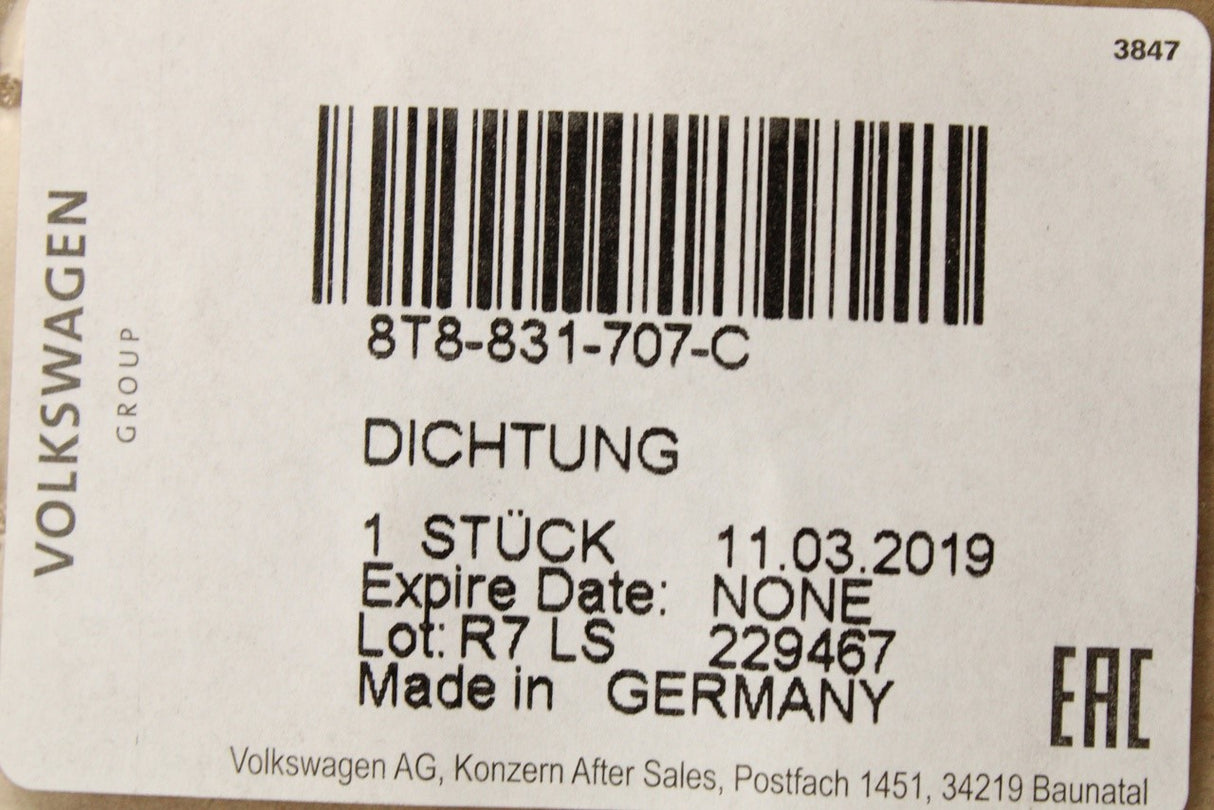 3847
VOLKSWAGEN
GROUP
8T8-831-707-C
DICHTUNG
1 STÜCK 11.03.2019
Expire Date: NONE
Lot: R7 LS 229467
Made in GERMANY
EAC
Volkswagen AG, Konzern After Sales, Postfach 1451, 34219 Baunatal